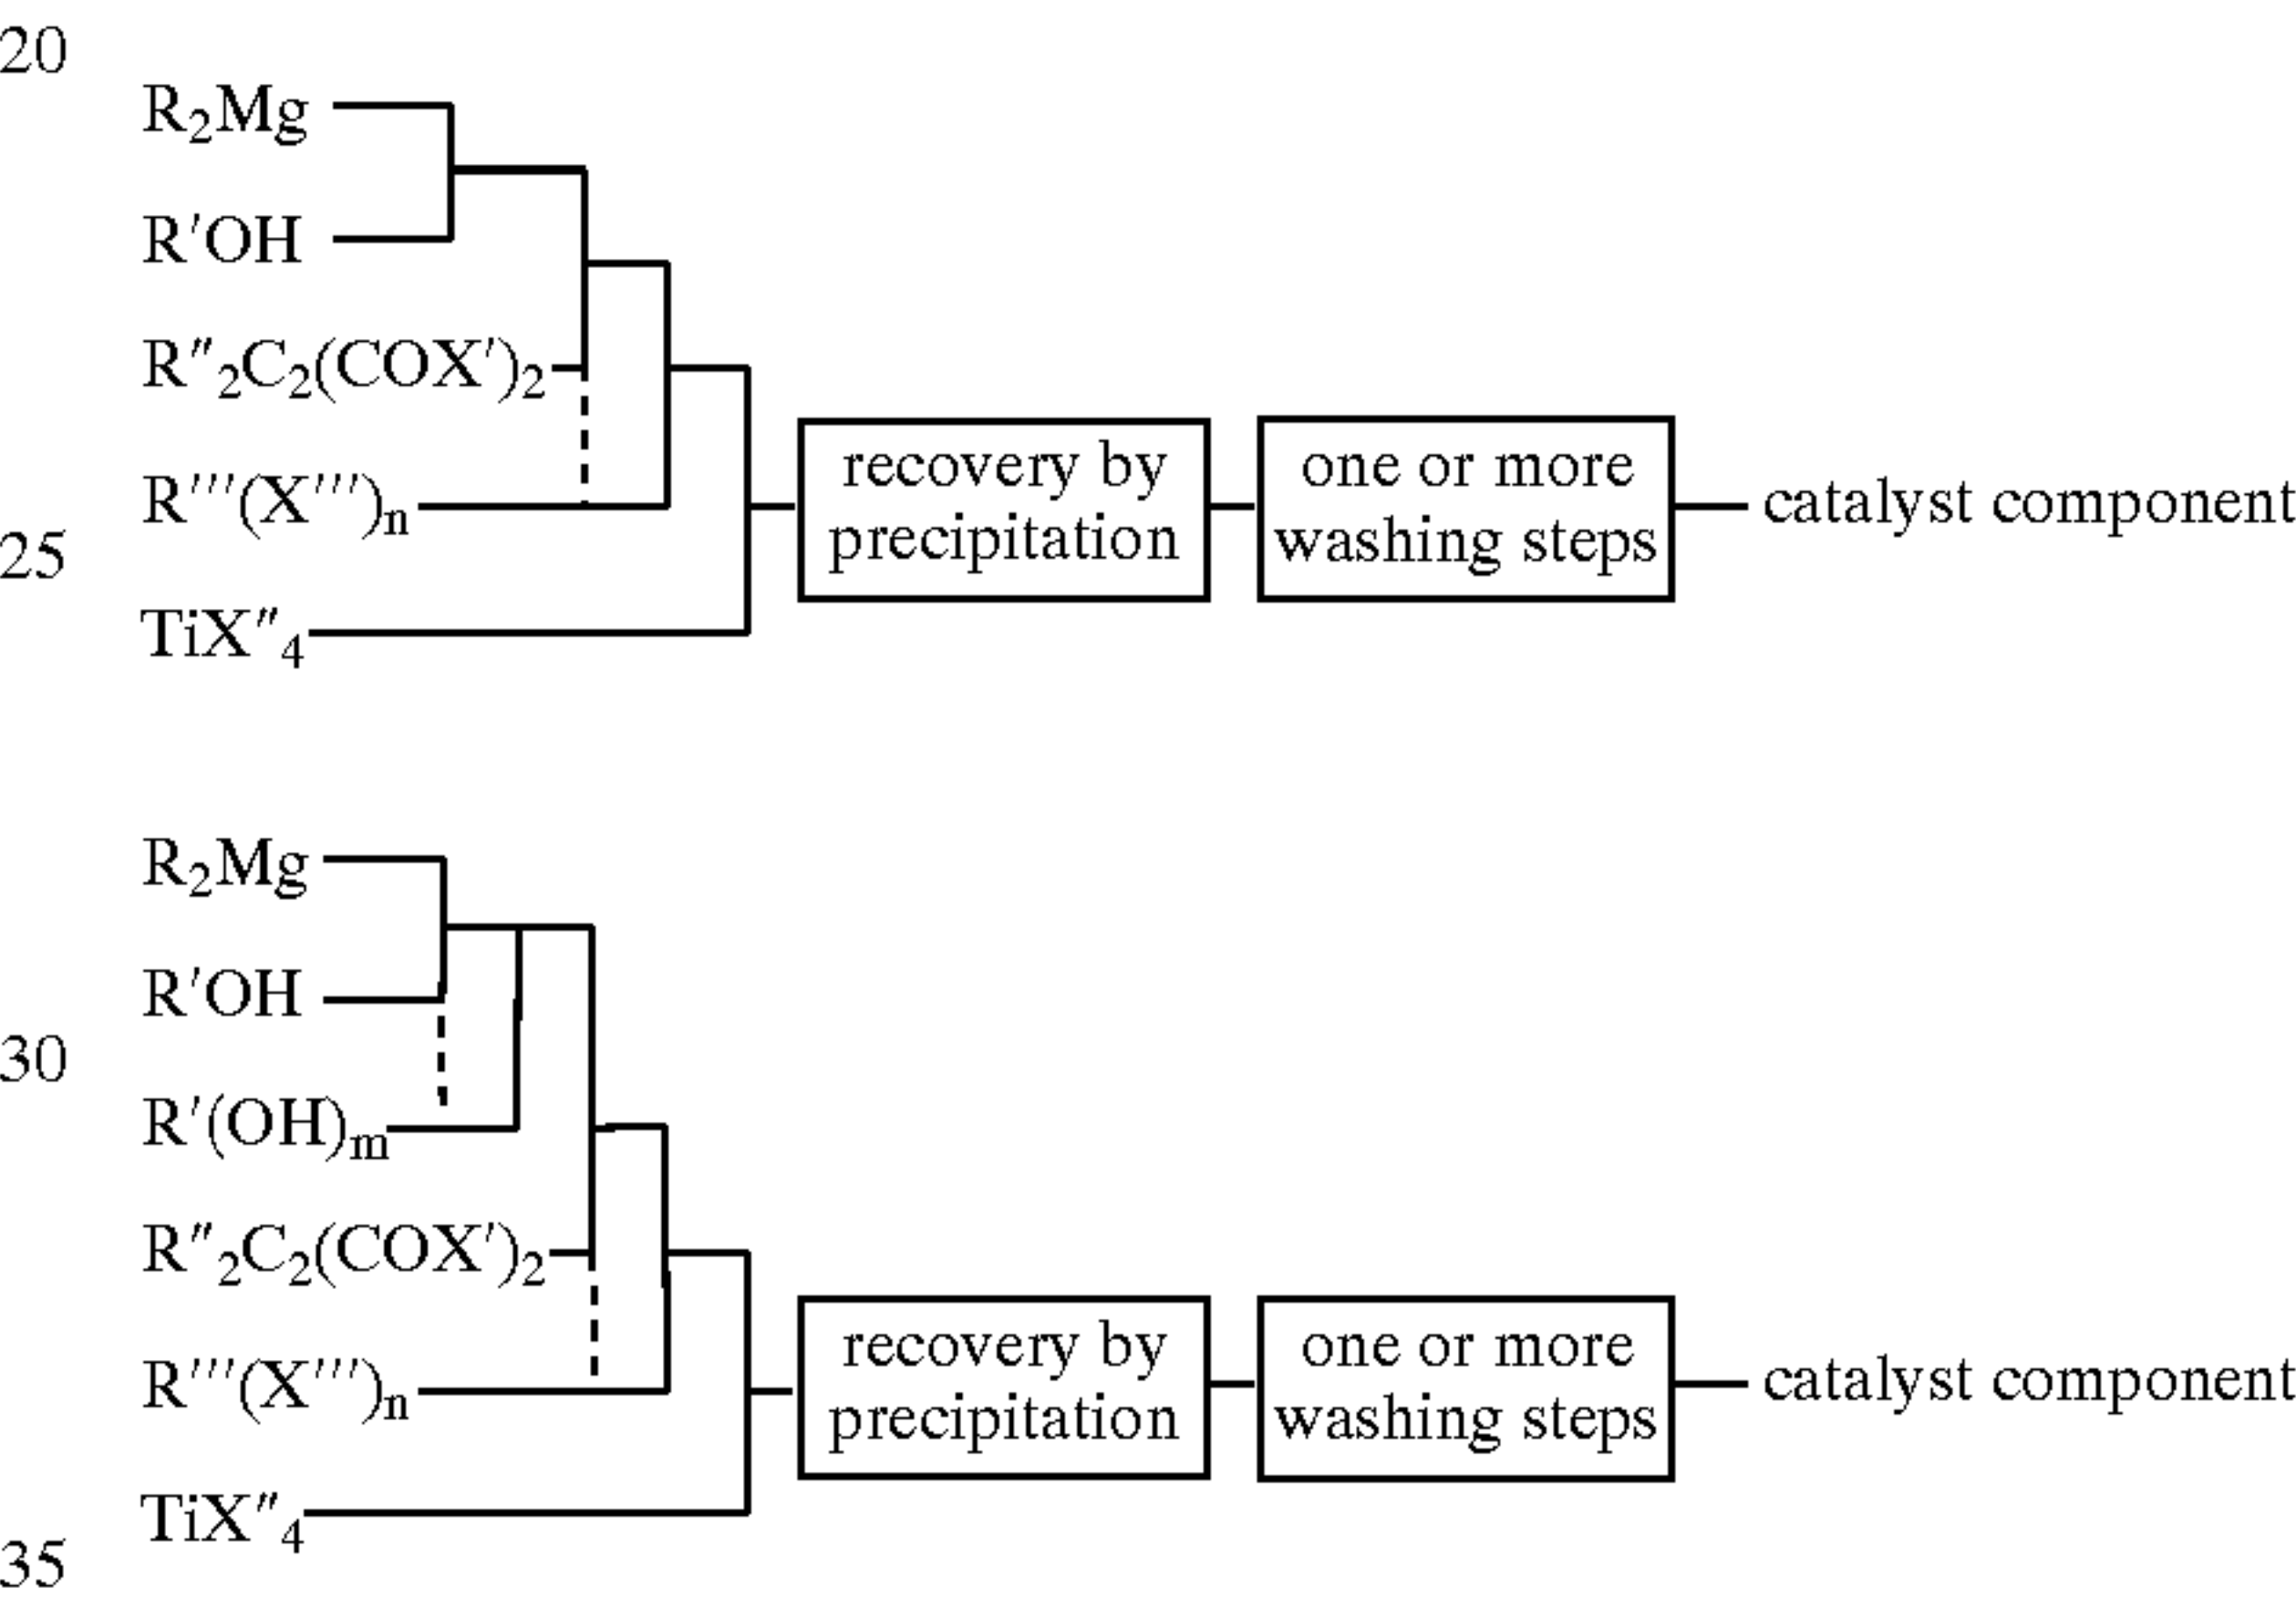 20
R₂Mg
R′OH
R″₂C₂(COX′)₂
recovery by
precipitation
one or more
washing steps
catalyst component
R′′′(X′′′)ₙ
25
TiX″₄
R₂Mg
R′OH
30
R′(OH)ₘ
R″₂C₂(COX′)₂
recovery by
precipitation
one or more
washing steps
catalyst component
R′′′(X′′′)ₙ
TiX″₄
35